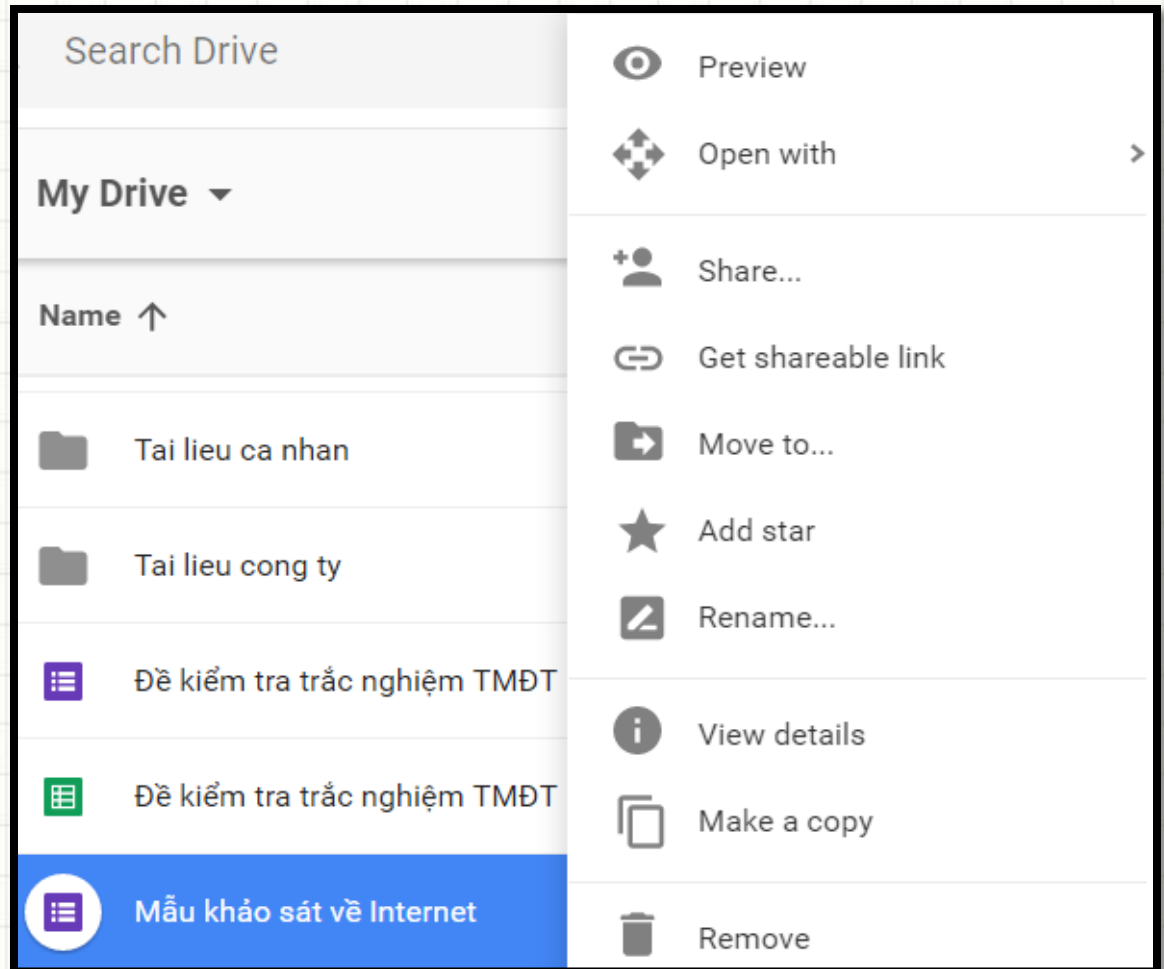 Search Drive
My Drive
Name
Tai lieu ca nhan
Tai lieu cong ty
Đề kiểm tra trắc nghiệm TMĐT
Đề kiểm tra trắc nghiệm TMĐT
Mẫu khảo sát về Internet
Preview
Open with
Share...
Get shareable link
Move to...
Add star
Rename...
View details
Make a copy
Remove